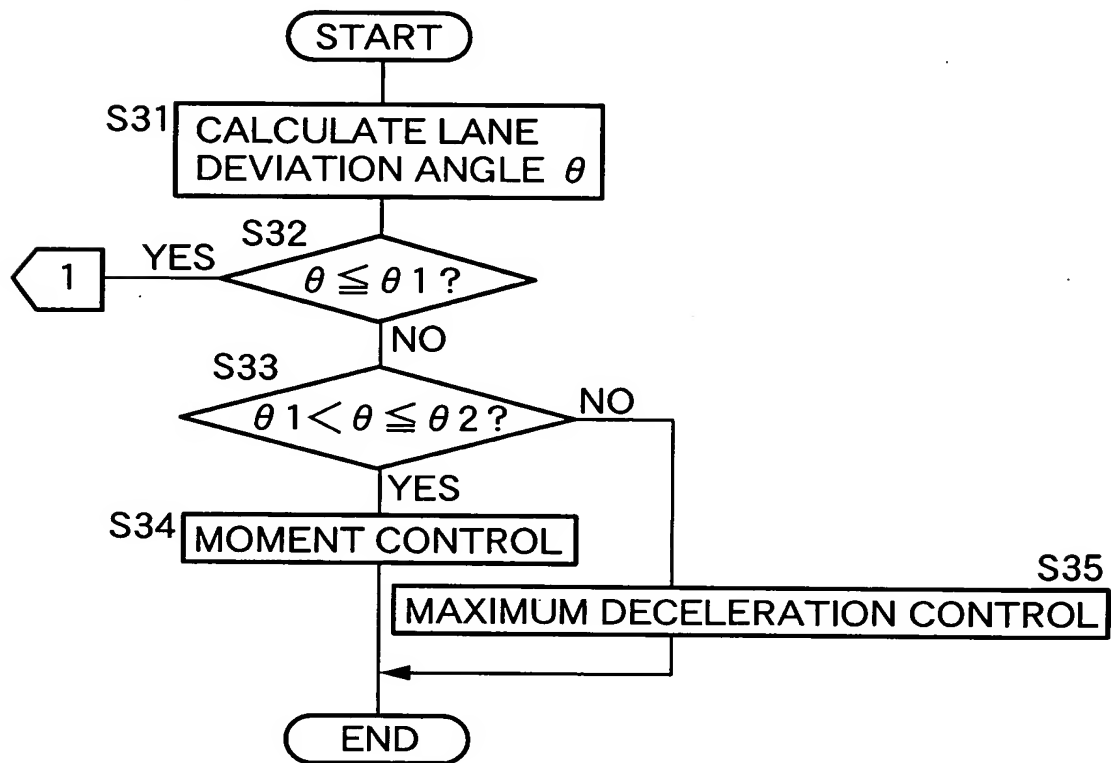 START
S31
CALCULATE LANE
DEVIATION ANGLE θ
S32
1
YES
θ ≦ θ1?
NO
S33
θ1< θ ≦ θ2?
NO
YES
S34
MOMENT CONTROL
S35
MAXIMUM DECELERATION CONTROL
END